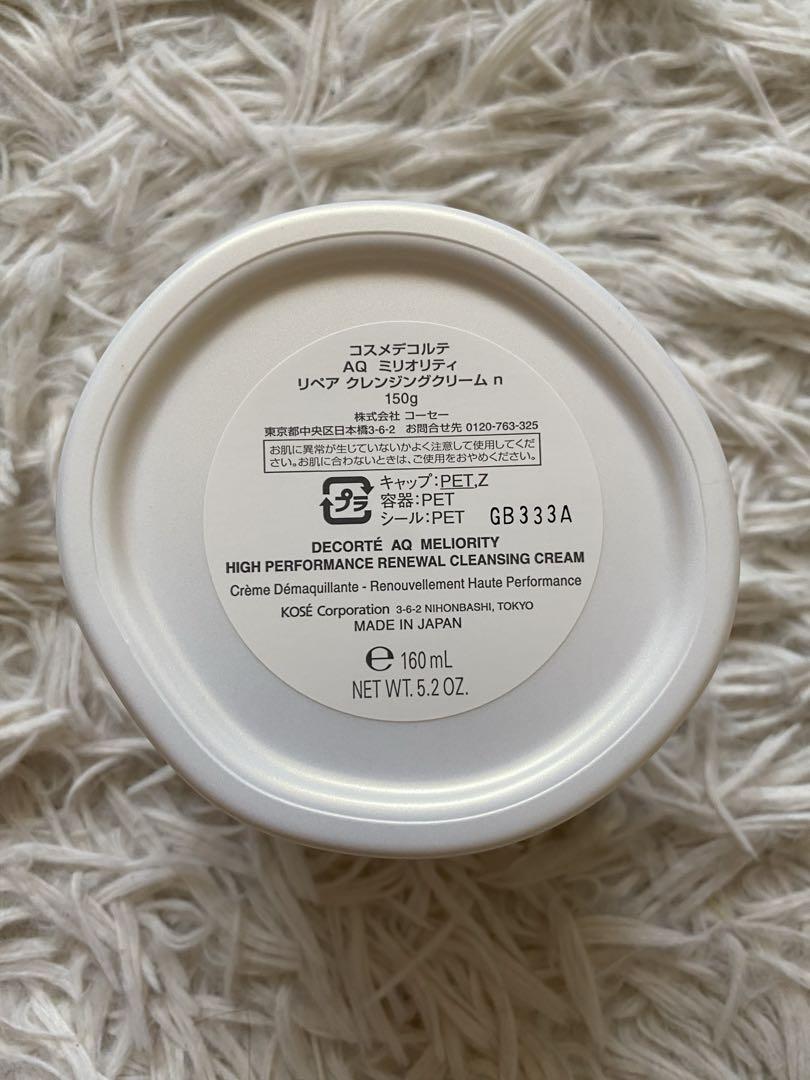 コスメデコルテ
AQ ミリオリティ
リペア クレンジングクリーム n
150g
株式会社 コーセー
東京都中央区日本橋3-6-2 お問合せ先 0120-763-325
お肌に異常が生じていないかよく注意して使用してくだ
さい。お肌に合わないときは、ご使用をおやめください。
プラ
キャップ:PET,Z
容器:PET
シール:PET GB333A
DECORTÉ AQ MELIORITY
HIGH PERFORMANCE RENEWAL CLEANSING CREAM
Crème Démaquillante - Renouvellement Haute Performance
KOSÉ Corporation 3-6-2 NIHONBASHI, TOKYO
MADE IN JAPAN
℮ 160 mL
NET WT. 5.2 OZ.